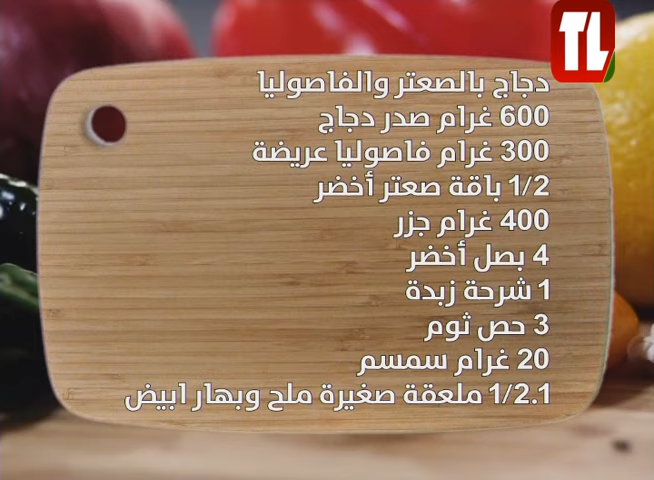 TL
دجاج بالصعتر والفاصوليا
600 غرام صدر دجاج
300 غرام فاصوليا عريضة
1/2 باقة صعتر أخضر
400 غرام جزر
4 بصل أخضر
1 شرحة زبدة
3 حص ثوم
20 غرام سمسم
1/2.1 ملعقة صغيرة ملح وبهار ابيض